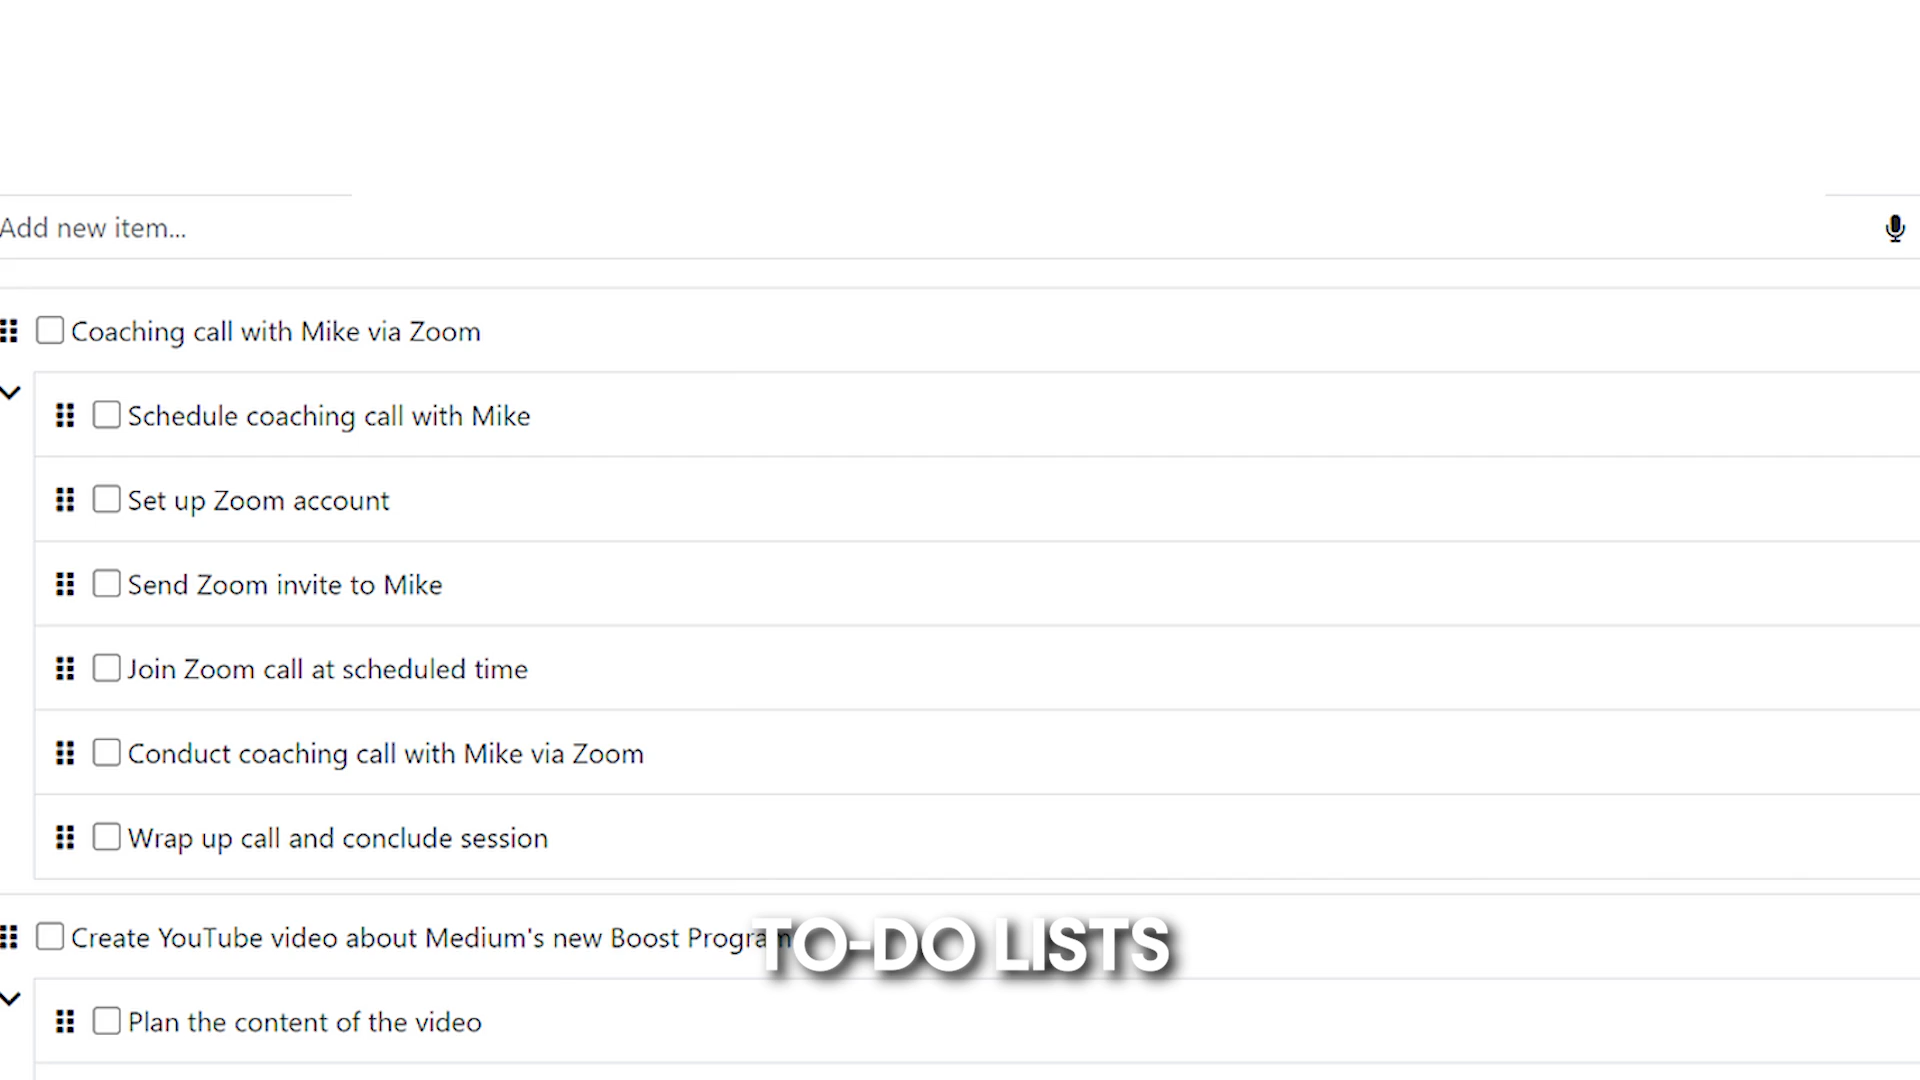 Add new item...
Coaching call with Mike via Zoom
Schedule coaching call with Mike
Set up Zoom account
Send Zoom invite to Mike
Join Zoom call at scheduled time
Conduct coaching call with Mike via Zoom
Wrap up call and conclude session
Create YouTube video about Medium's new Boost Program
TO-DO LISTS
Plan the content of the video